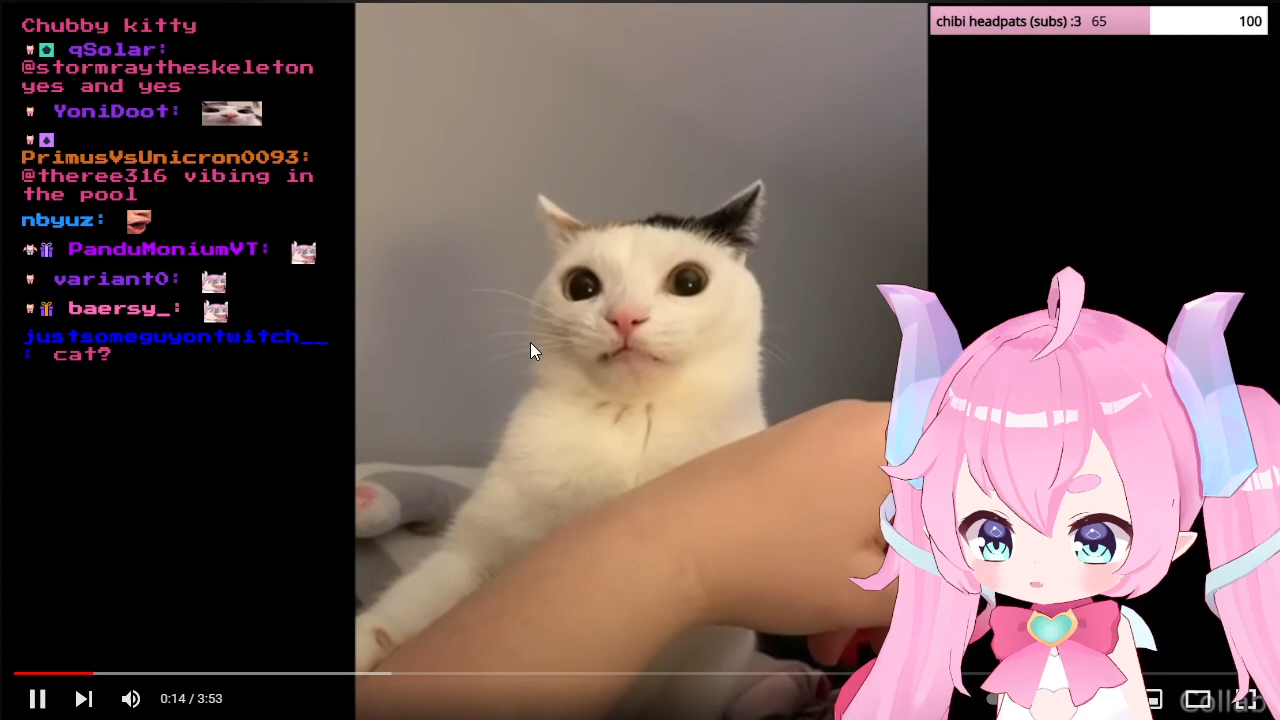 Chubby kitty
qSolar:
@stormraytheskeleton
yes and yes
YoniDoot:
PrimusVsUnicron0093:
@theree316 vibing in
the pool
nbyuz:
PanduMoniumVT:
variant0:
baersy_:
justsomeguyontwitch__
: cat?
chibi headpats (subs) :3 65 100
0:14 / 3:53
Collab